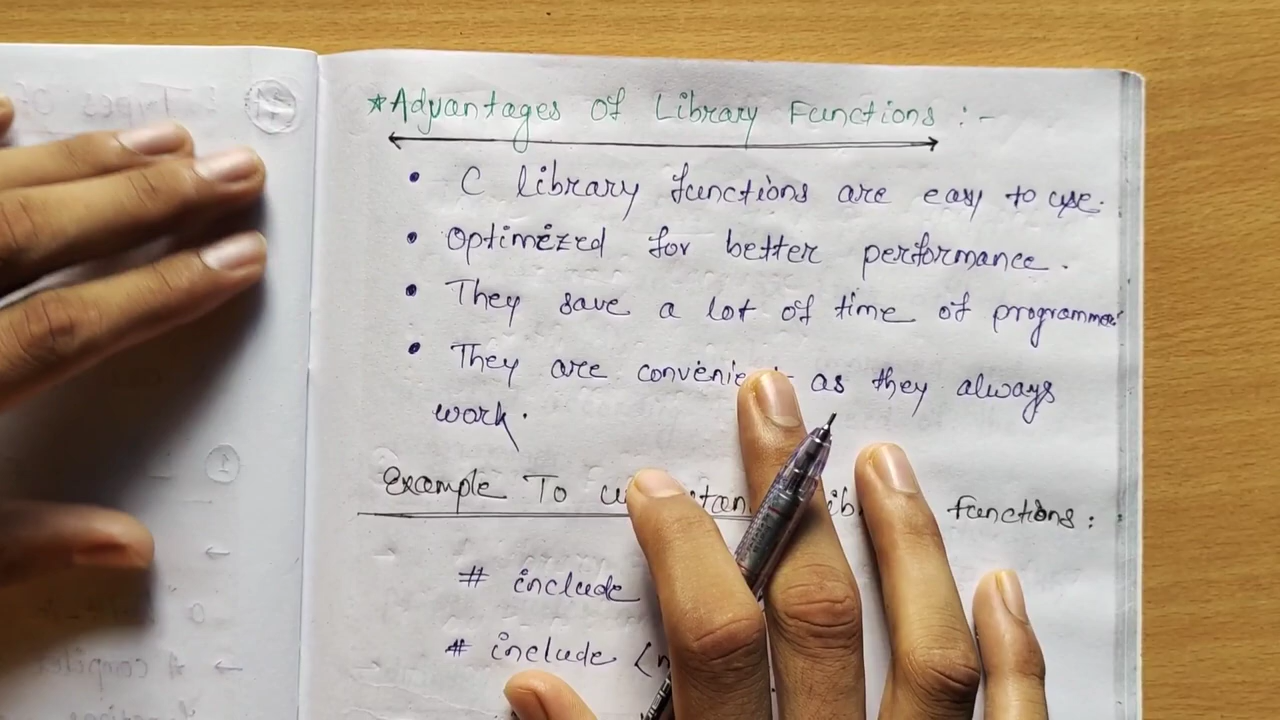 *Advantages Of Library Functions :-
• C library functions are easy to use.
• Optimized for better performance.
• They save a lot of time of programmer
• They are as they always
work.
Example To functions :
# include
# include <